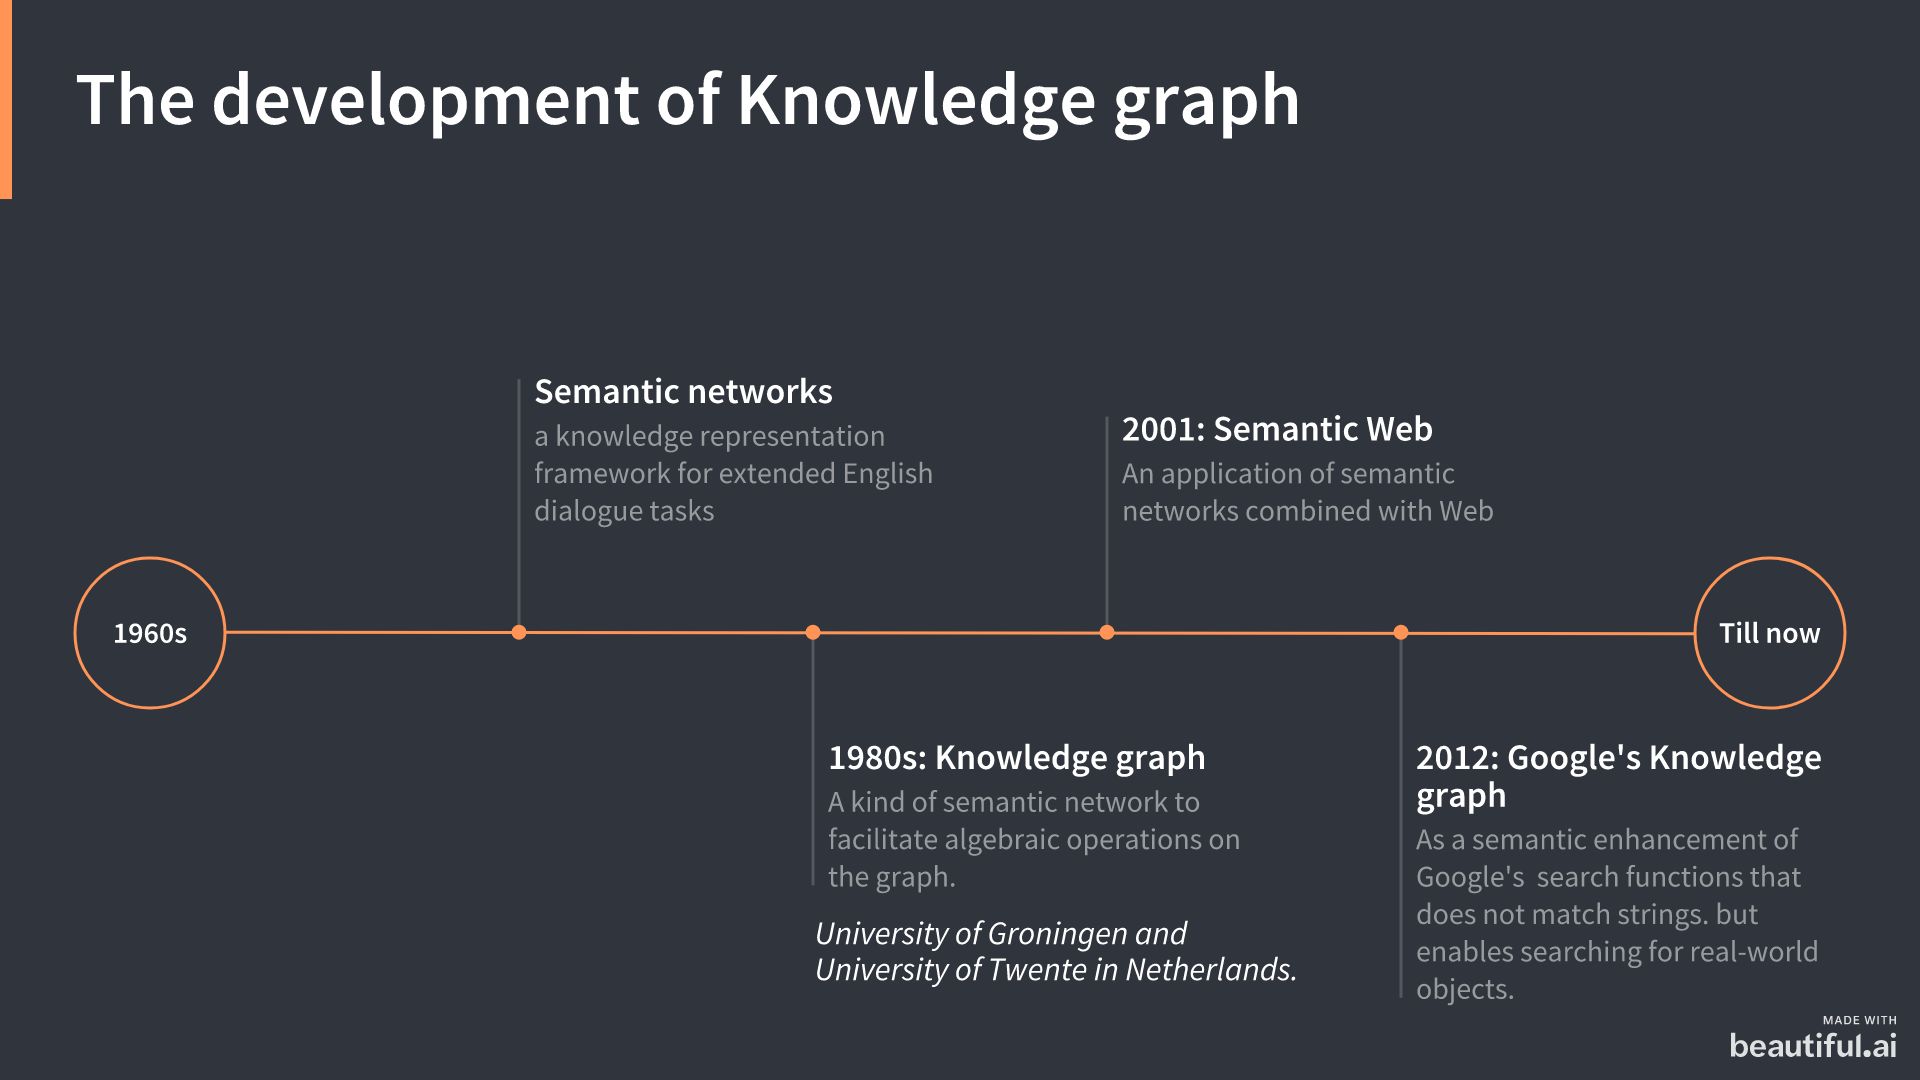 The development of Knowledge graph
Semantic networks
a knowledge representation
framework for extended English
dialogue tasks
2001: Semantic Web
An application of semantic
networks combined with Web
1960s
Till now
1980s: Knowledge graph
A kind of semantic network to
facilitate algebraic operations on
the graph.
University of Groningen and
University of Twente in Netherlands.
2012: Google's Knowledge
graph
As a semantic enhancement of
Google's  search functions that
does not match strings. but
enables searching for real-world
objects.
MADE WITH
beautiful.ai